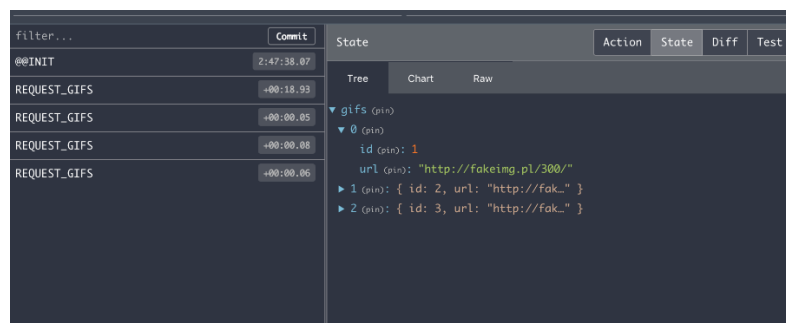 filter... Commit
@@INIT 2:47:38.07
REQUEST_GIFS +00:18.93
REQUEST_GIFS +00:00.05
REQUEST_GIFS +00:00.08
REQUEST_GIFS +00:00.06
State Action State Diff Test
Tree Chart Raw
▼ gifs (pin)
▼ 0 (pin)
id (pin): 1
url (pin): "http://fakeimg.pl/300/"
▶ 1 (pin): { id: 2, url: "http://fak…" }
▶ 2 (pin): { id: 3, url: "http://fak…" }